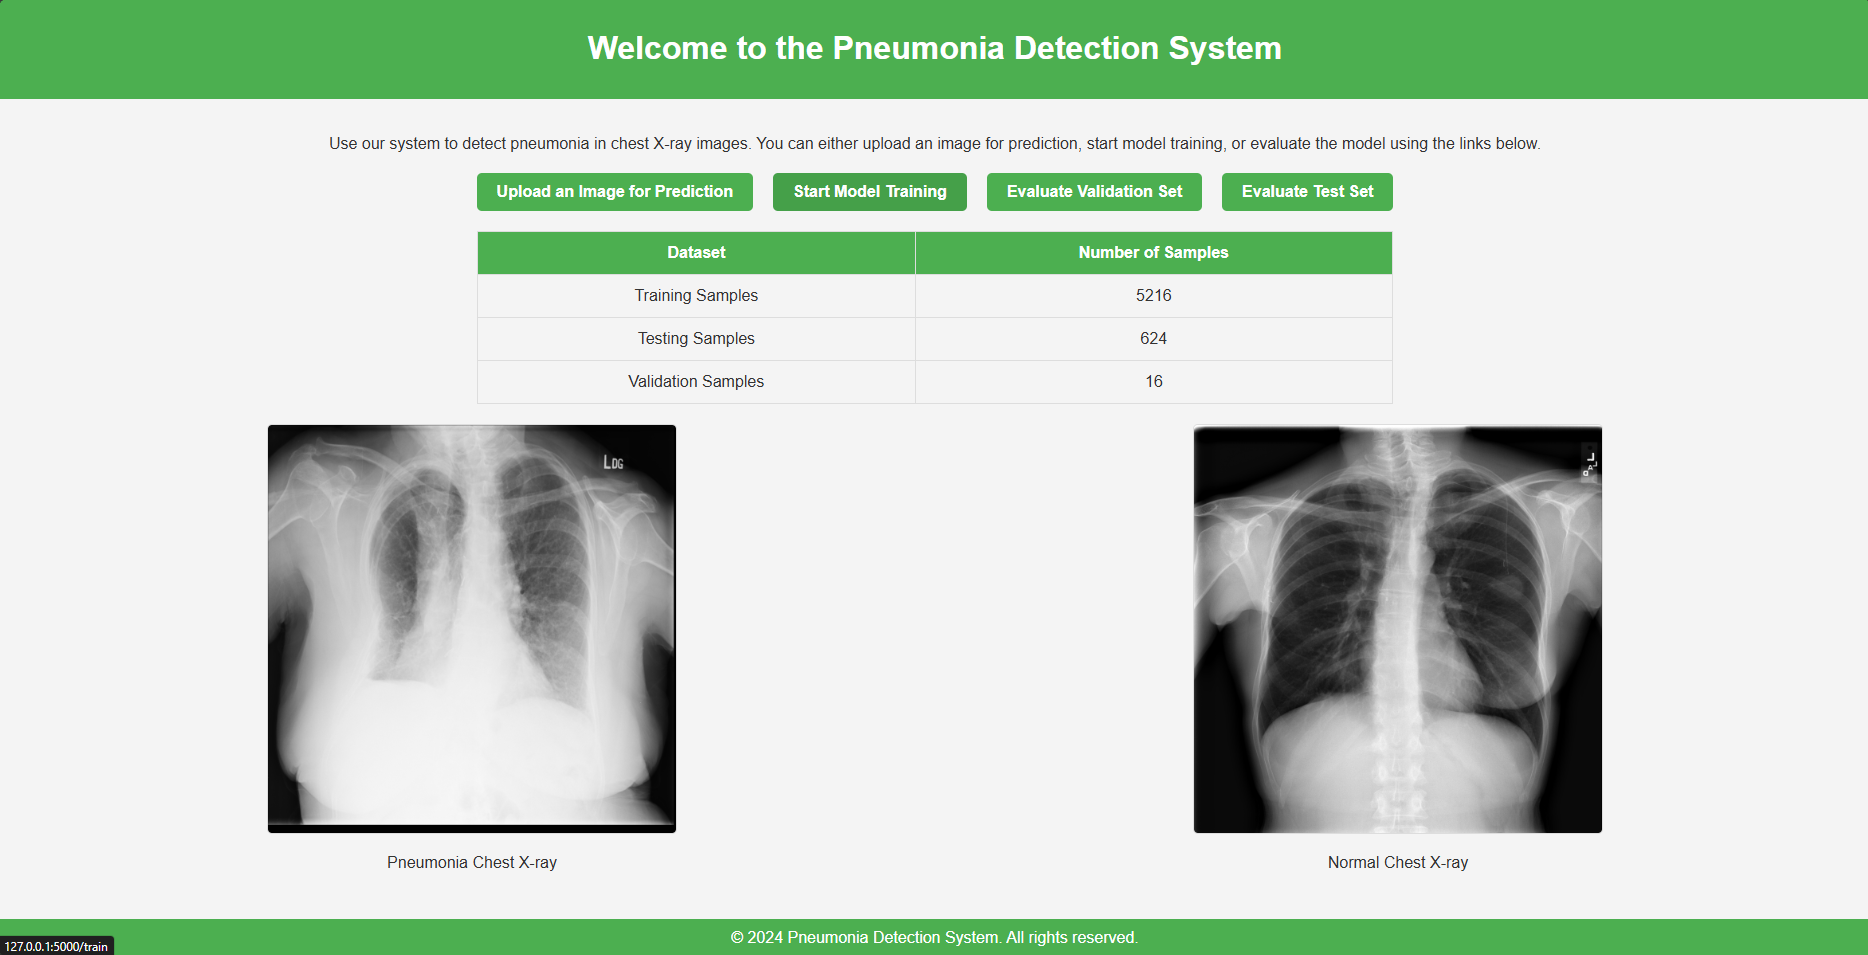 Welcome to the Pneumonia Detection System
Use our system to detect pneumonia in chest X-ray images. You can either upload an image for prediction, start model training, or evaluate the model using the links below.
Upload an Image for Prediction
Start Model Training
Evaluate Validation Set
Evaluate Test Set
Dataset Number of Samples
Training Samples 5216
Testing Samples 624
Validation Samples 16
LDG
Pneumonia Chest X-ray
Normal Chest X-ray
© 2024 Pneumonia Detection System. All rights reserved.
127.0.0.1:5000/train